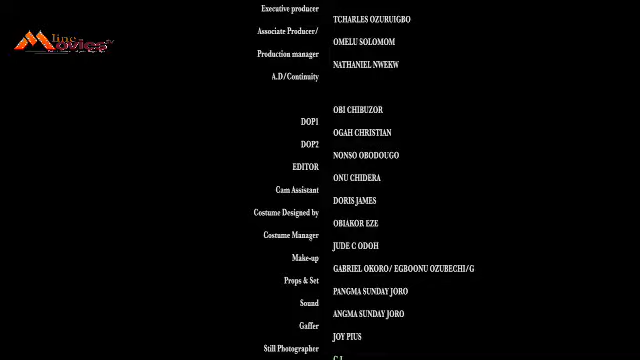 Mline
Movies TV
Executive producer
TCHARLES OZURUIGBO
Associate Producer/
OMELU SOLOMOM
Production manager
NATHANIEL NWEKW
A.D/Continuity
OBI CHIBUZOR
DOP1
OGAH CHRISTIAN
DOP2
NONSO OBODOUGO
EDITOR
ONU CHIDERA
Cam Assistant
DORIS JAMES
Costume Designed by
OBIAKOR EZE
Costume Manager
JUDE C ODOH
Make-up
GABRIEL OKORO/ EGBOONU OZUBECHI/G
Props & Set
PANGMA SUNDAY JORO
Sound
ANGMA SUNDAY JORO
Gaffer
JOY PIUS
Still Photographer